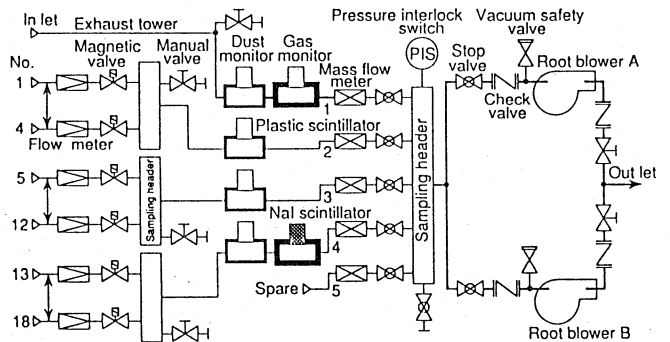 In let
Exhaust tower
Pressure interlock
switch
Vacuum safety
valve
No.
Magnetic
valve
Manual
valve
Dust
monitor
Gas
monitor
PIS
Stop
valve
Root blower A
Mass flow
meter
1
1
Check
valve
4
Flow meter
Plastic scintillator
2
Sampling header
Sampling header
Out let
5
3
12
NaI scintillator
4
13
Spare
5
18
Root blower B